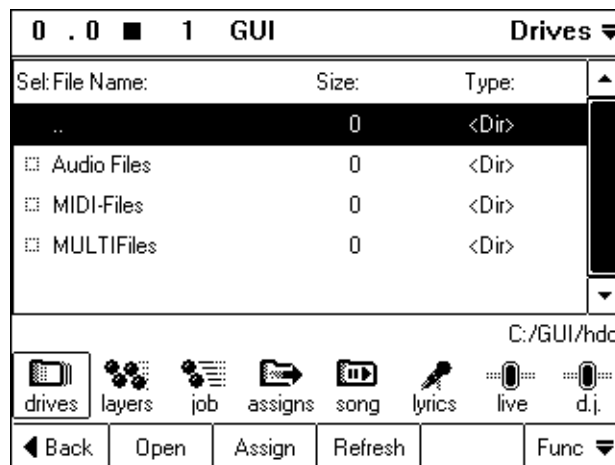 0 .0 1 GUI Drives
Sel: File Name: Size: Type:
.. 0 <Dir>
Audio Files 0 <Dir>
MIDI-Files 0 <Dir>
MULTIFiles 0 <Dir>
C:/GUI/hdd
drives layers job assigns song lyrics live d.j.
Back Open Assign Refresh Func